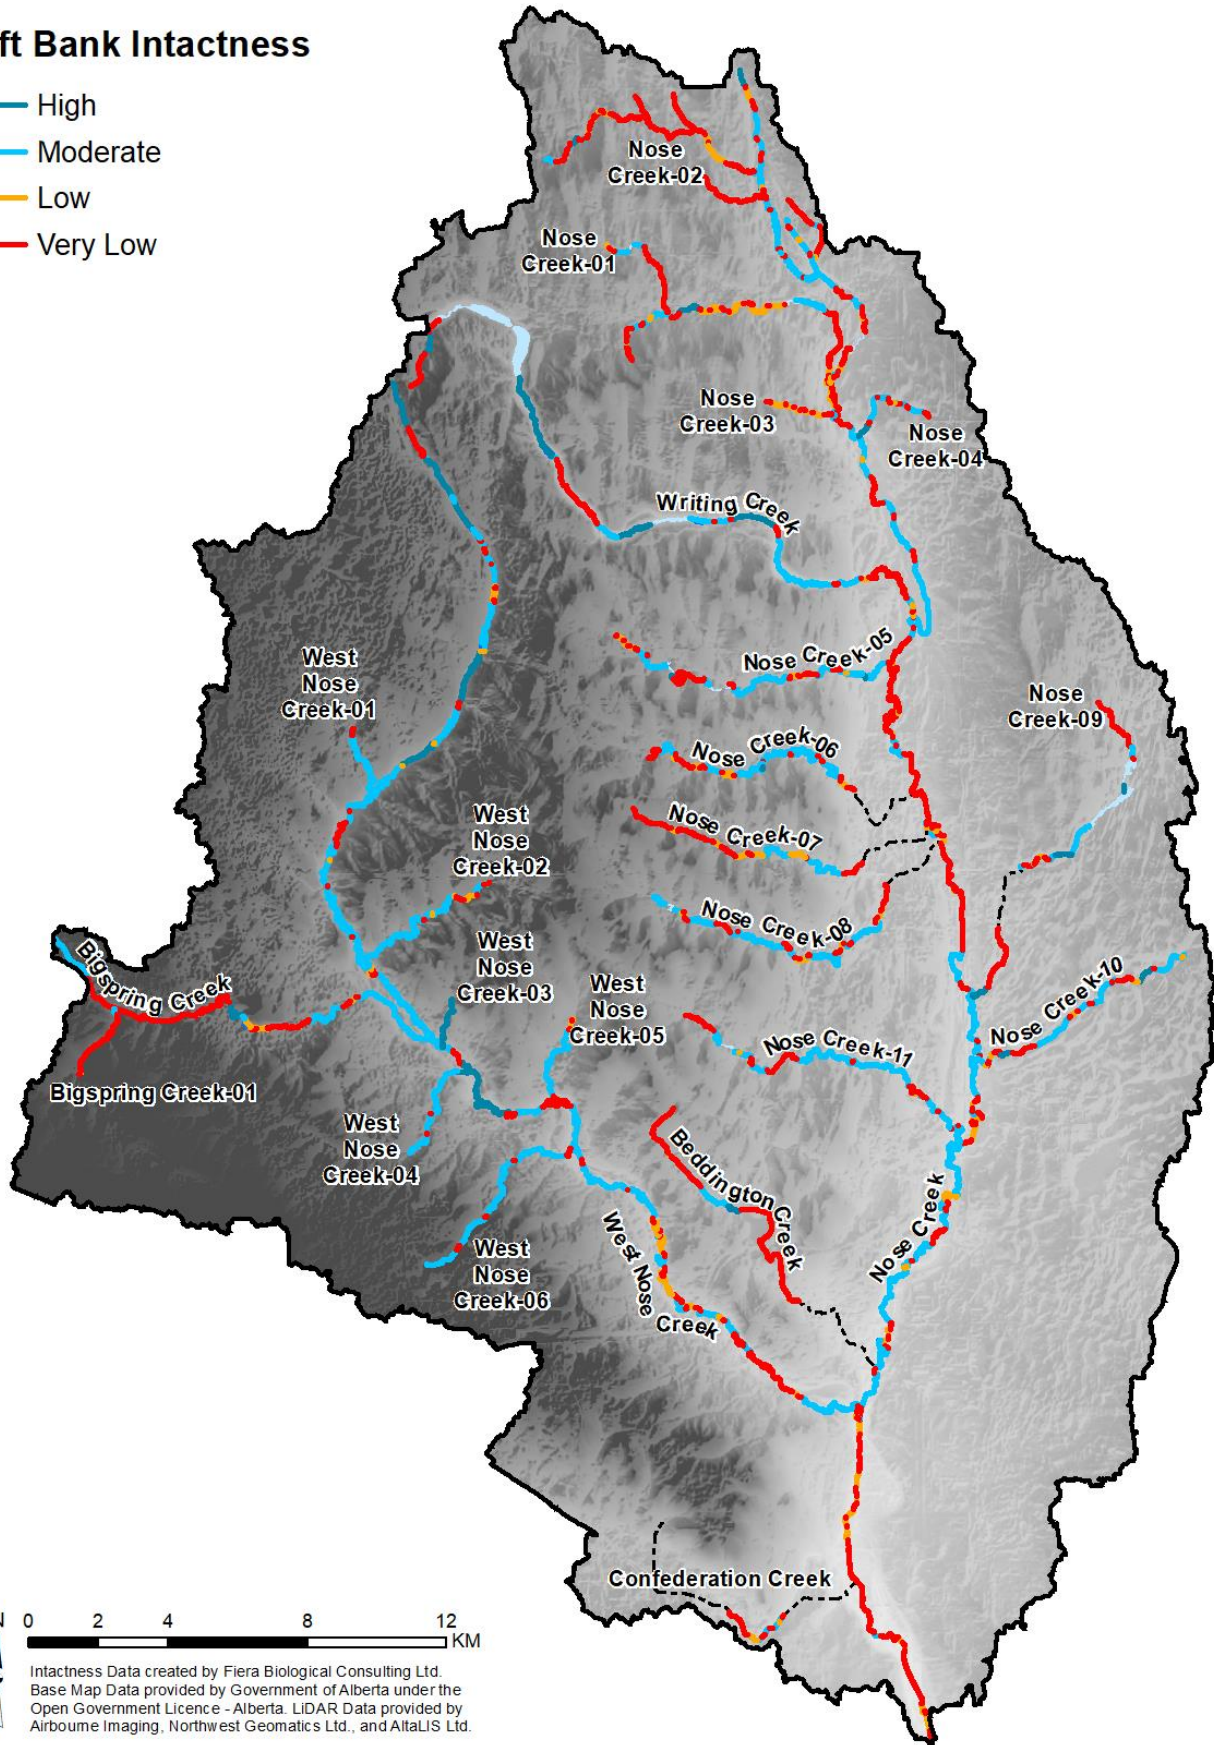 ft Bank Intactness
High
Moderate
Low
Very Low
Nose
Creek-02
Nose
Creek-01
Nose
Creek-03
Nose
Creek-04
Writing Creek
Nose Creek-05
West
Nose
Creek-01
Nose
Creek-09
Nose Creek-06
West
Nose
Creek-02
Nose Creek-07
Nose Creek-08
Bigspring Creek
West
Nose
Creek-03
West
Nose
Creek-05
Nose Creek-10
Nose Creek-11
Bigspring Creek-01
West
Nose
Creek-04
Beddington Creek
Nose Creek
West Nose Creek
West
Nose
Creek-06
Confederation Creek
N
0 2 4 8 12
KM
Intactness Data created by Fiera Biological Consulting Ltd.
Base Map Data provided by Government of Alberta under the
Open Government Licence - Alberta. LiDAR Data provided by
Airbourne Imaging, Northwest Geomatics Ltd., and AltaLIS Ltd.